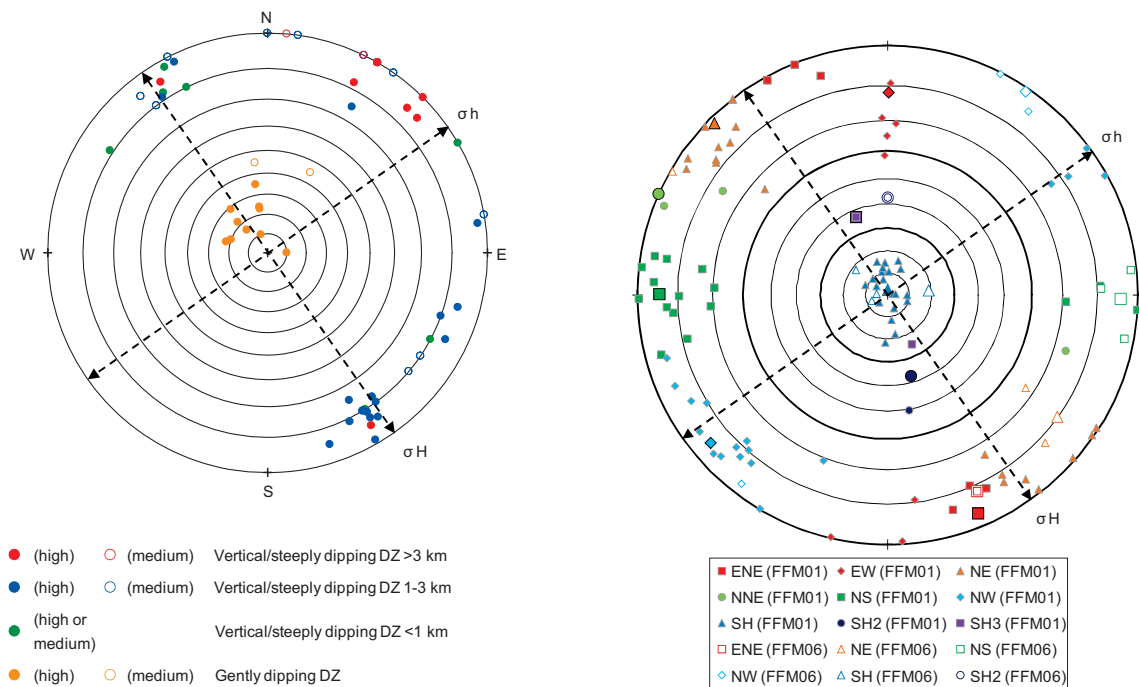 N
σh
W
E
σH
S
(high) (medium) Vertical/steeply dipping DZ >3 km
(high) (medium) Vertical/steeply dipping DZ 1-3 km
(high or medium) Vertical/steeply dipping DZ <1 km
(high) (medium) Gently dipping DZ
σh
σH
ENE (FFM01) EW (FFM01) NE (FFM01)
NNE (FFM01) NS (FFM01) NW (FFM01)
SH (FFM01) SH2 (FFM01) SH3 (FFM01)
ENE (FFM06) NE (FFM06) NS (FFM06)
NW (FFM06) SH (FFM06) SH2 (FFM06)